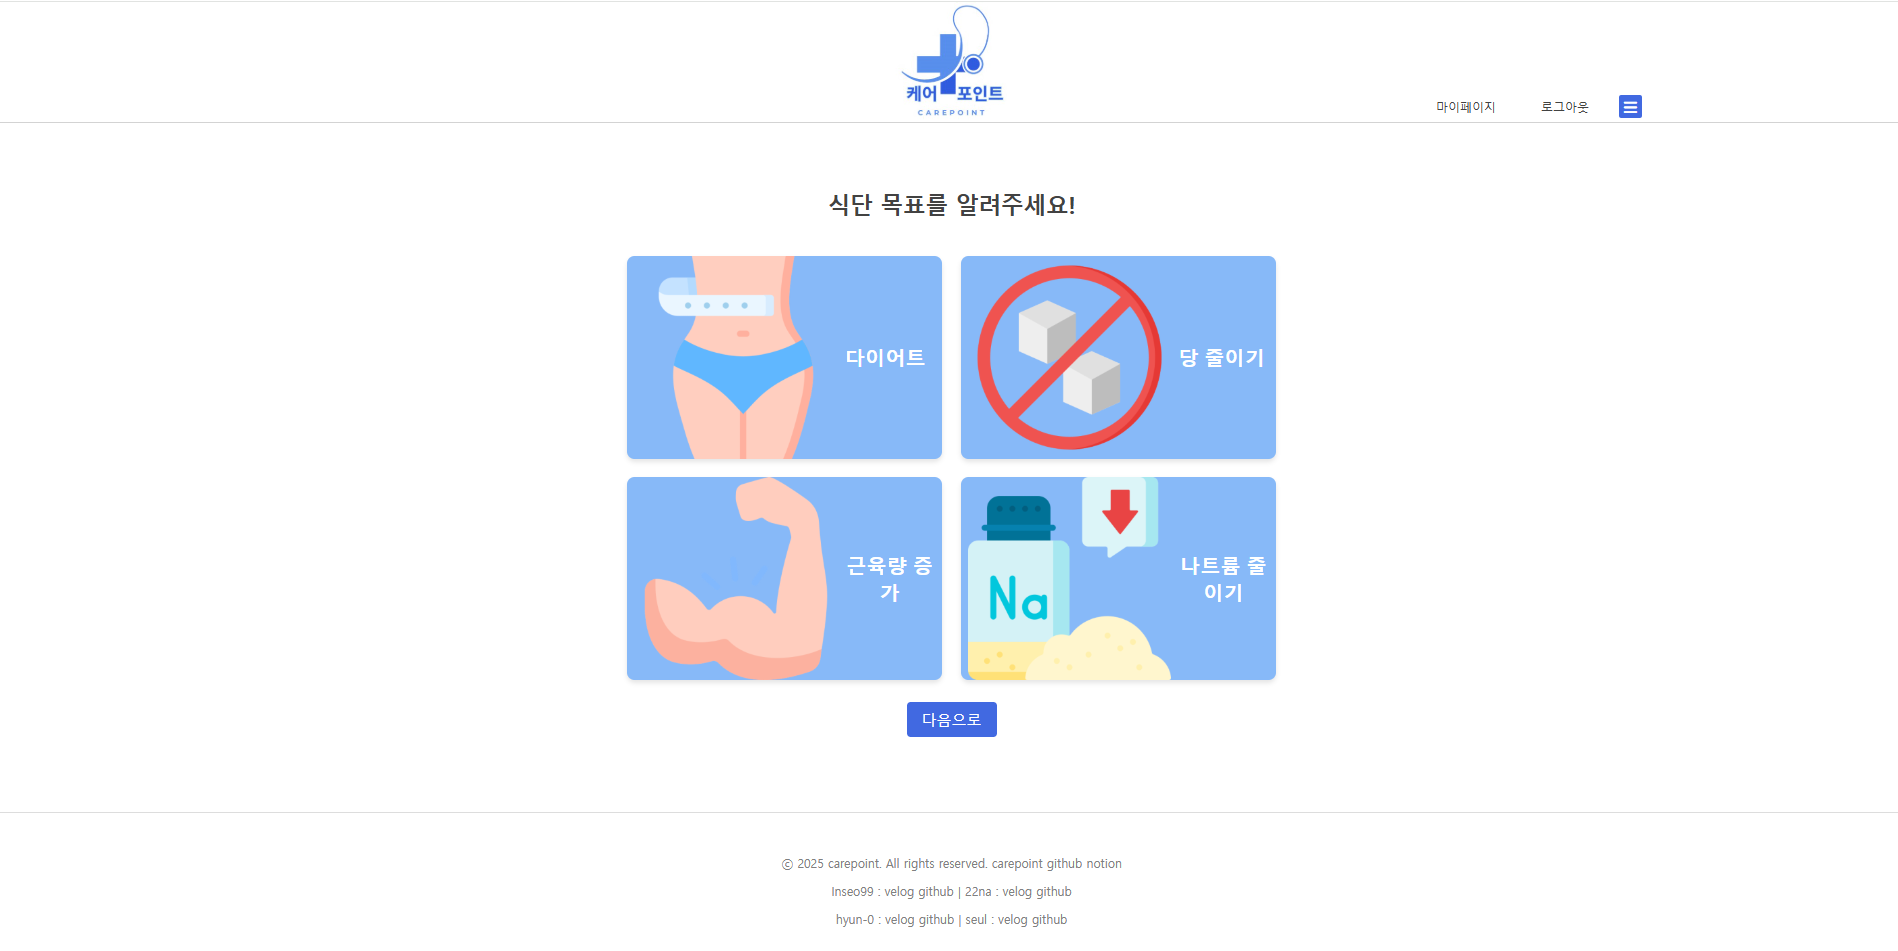 케어 포인트
CAREPOINT
마이페이지 로그아웃
식단 목표를 알려주세요!
다이어트
당 줄이기
근육량 증
가
Na
나트륨 줄
이기
다음으로
© 2025 carepoint. All rights reserved. carepoint github notion
Inseo99 : velog github | 22na : velog github
hyun-0 : velog github | seul : velog github